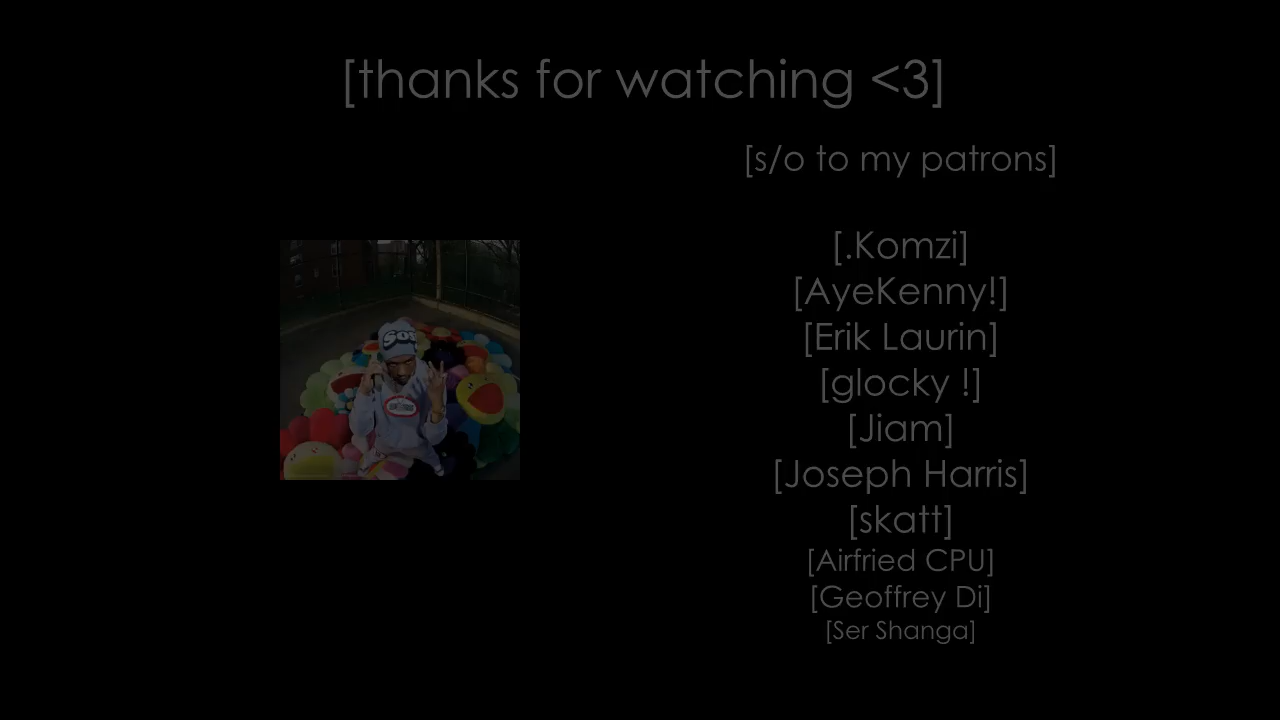 [thanks for watching <3]
[s/o to my patrons]
[.Komzi]
[AyeKenny!]
[Erik Laurin]
[glocky !]
[Jiam]
[Joseph Harris]
[skatt]
[Airfried CPU]
[Geoffrey Di]
[Ser Shanga]